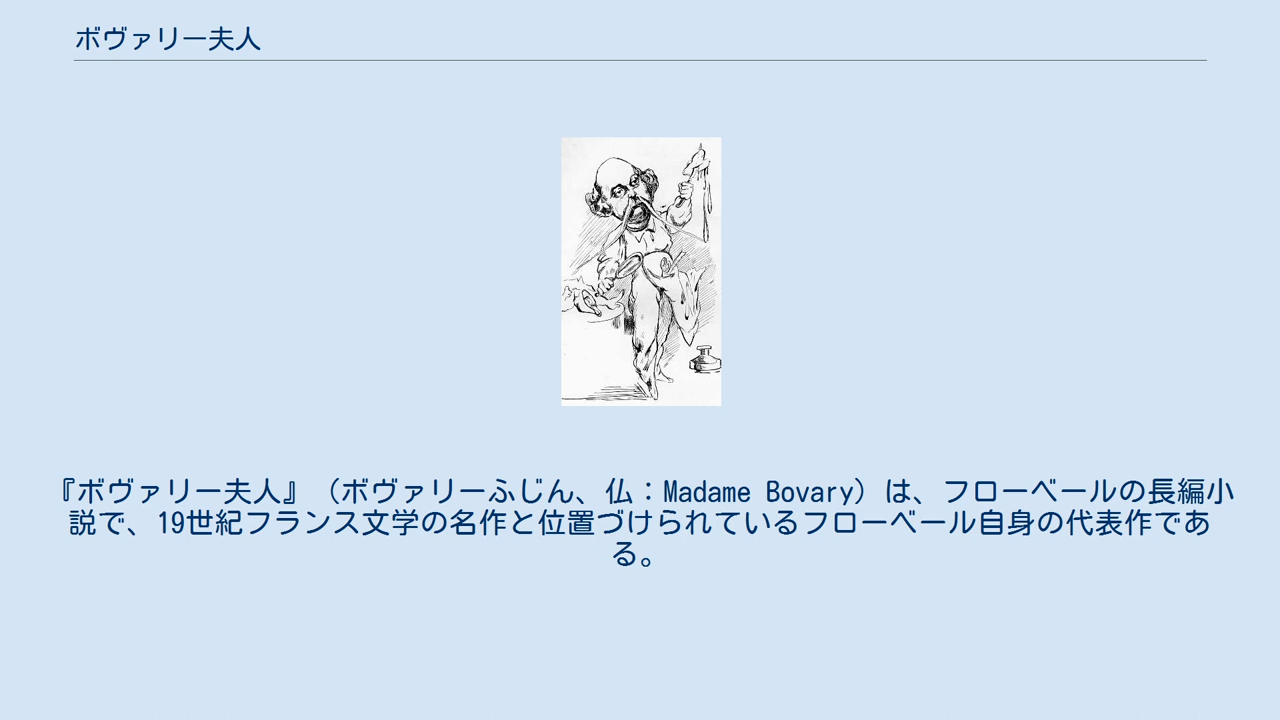 ボヴァリー夫人
『ボヴァリー夫人』（ボヴァリーふじん、仏：Madame Bovary）は、フローベールの長編小
説で、19世紀フランス文学の名作と位置づけられているフローベール自身の代表作であ
る。